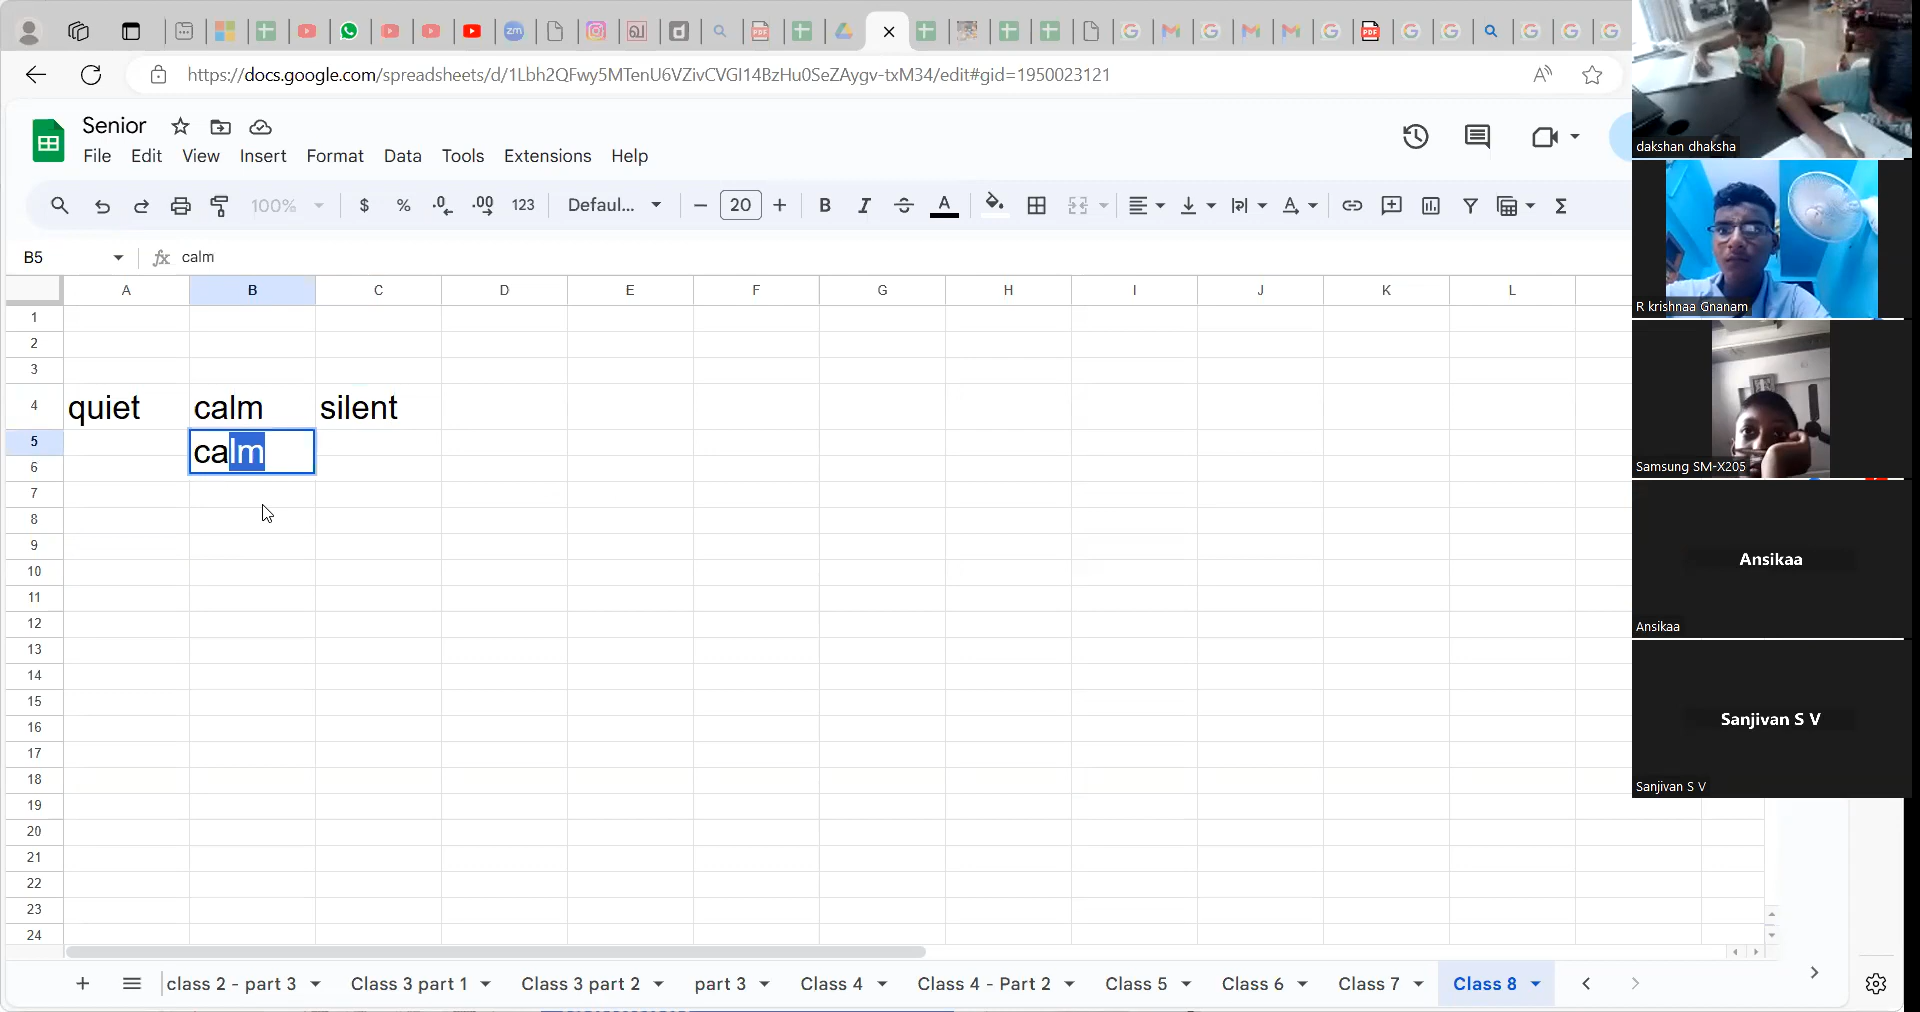 https://docs.google.com/spreadsheets/d/1Lbh2QFwy5MTenU6VZivCVGI14BzHu0SeZAygv-txM34/edit#gid=1950023121
Senior
File Edit View Insert Format Data Tools Extensions Help
100% $ % .0 .00 123 Defaul... 20 B I A
B5 fx calm
A B C D E F G H I J K L
1
2
3
4 quiet calm silent
5 calm
6
7
8
9
10
11
12
13
14
15
16
17
18
19
20
21
22
23
24
class 2 - part 3 Class 3 part 1 Class 3 part 2 part 3 Class 4 Class 4 - Part 2 Class 5 Class 6 Class 7 Class 8
dakshan dhaksha
R krishnaa Gnanam
Samsung SM-X205
Ansikaa
Ansikaa
Sanjivan S V
Sanjivan S V